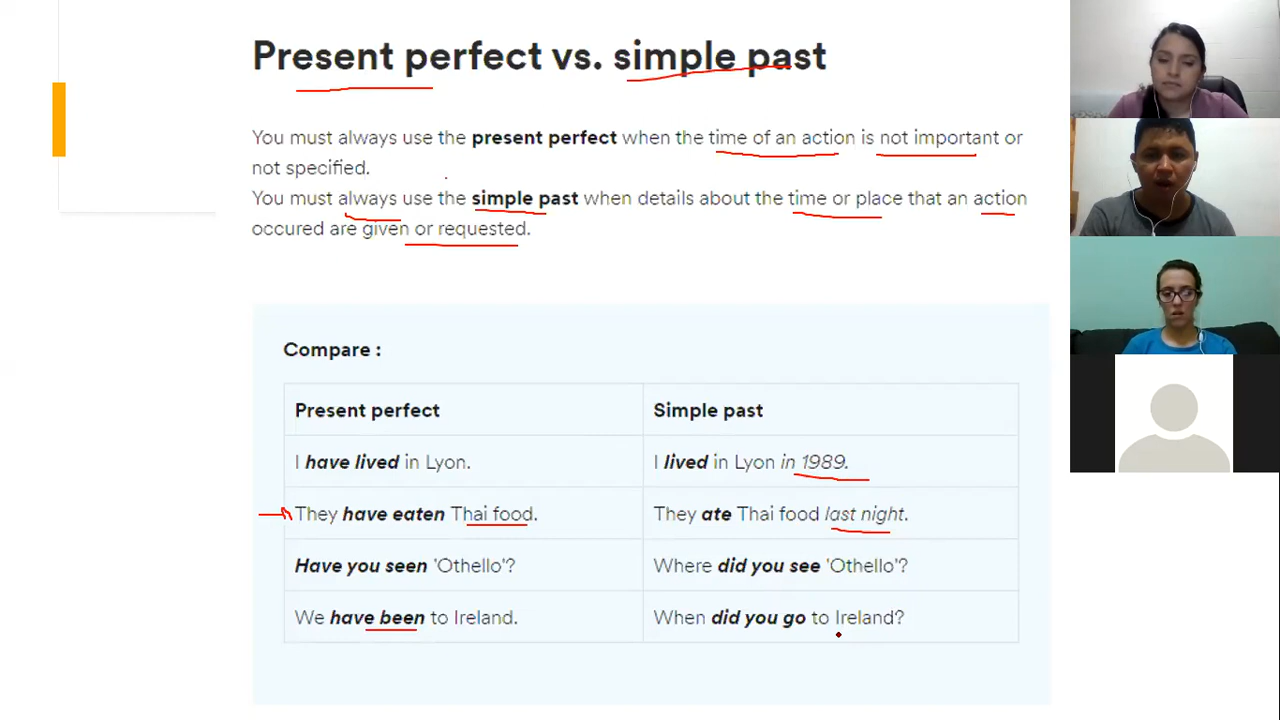 Present perfect vs. simple past
You must always use the present perfect when the time of an action is not important or
not specified.
You must always use the simple past when details about the time or place that an action
occured are given or requested.
Compare :
Present perfect Simple past
I have lived in Lyon. I lived in Lyon in 1989.
They have eaten Thai food. They ate Thai food last night.
Have you seen 'Othello'? Where did you see 'Othello'?
We have been to Ireland. When did you go to Ireland?